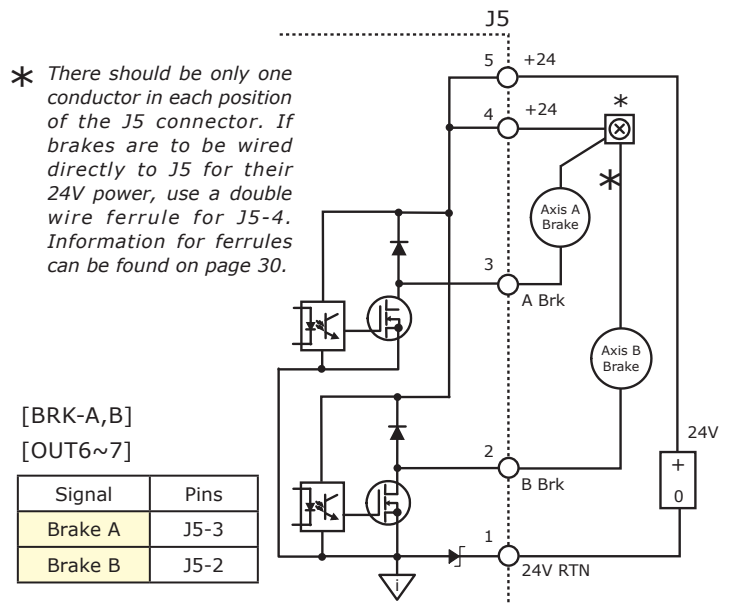 J5
* There should be only one
conductor in each position
of the J5 connector. If
brakes are to be wired
directly to J5 for their
24V power, use a double
wire ferrule for J5-4.
Information for ferrules
can be found on page 30.
5 +24
4 +24
*
*
Axis A
Brake
3
A Brk
Axis B
Brake
[BRK-A,B]
[OUT6~7]
24V
+
0
2
B Brk
Signal Pins
Brake A J5-3
Brake B J5-2
1
24V RTN
i